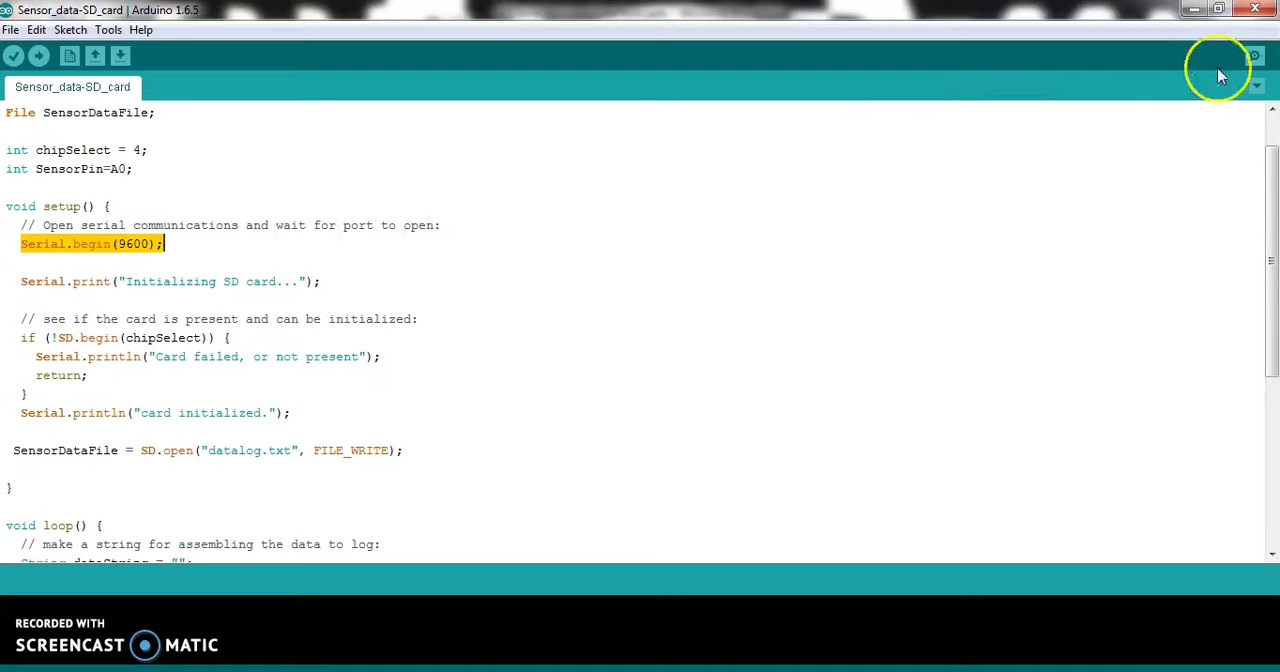 Sensor_data-SD_card | Arduino 1.6.5
File Edit Sketch Tools Help
Sensor_data-SD_card
File SensorDataFile;
int chipSelect = 4;
int SensorPin=A0;
void setup() {
// Open serial communications and wait for port to open:
Serial.begin(9600);
Serial.print("Initializing SD card...");
// see if the card is present and can be initialized:
if (!SD.begin(chipSelect)) {
Serial.println("Card failed, or not present");
return;
}
Serial.println("card initialized.");
SensorDataFile = SD.open("datalog.txt", FILE_WRITE);
}
void loop() {
// make a string for assembling the data to log:
String dataString = "";
RECORDED WITH
SCREENCAST MATIC